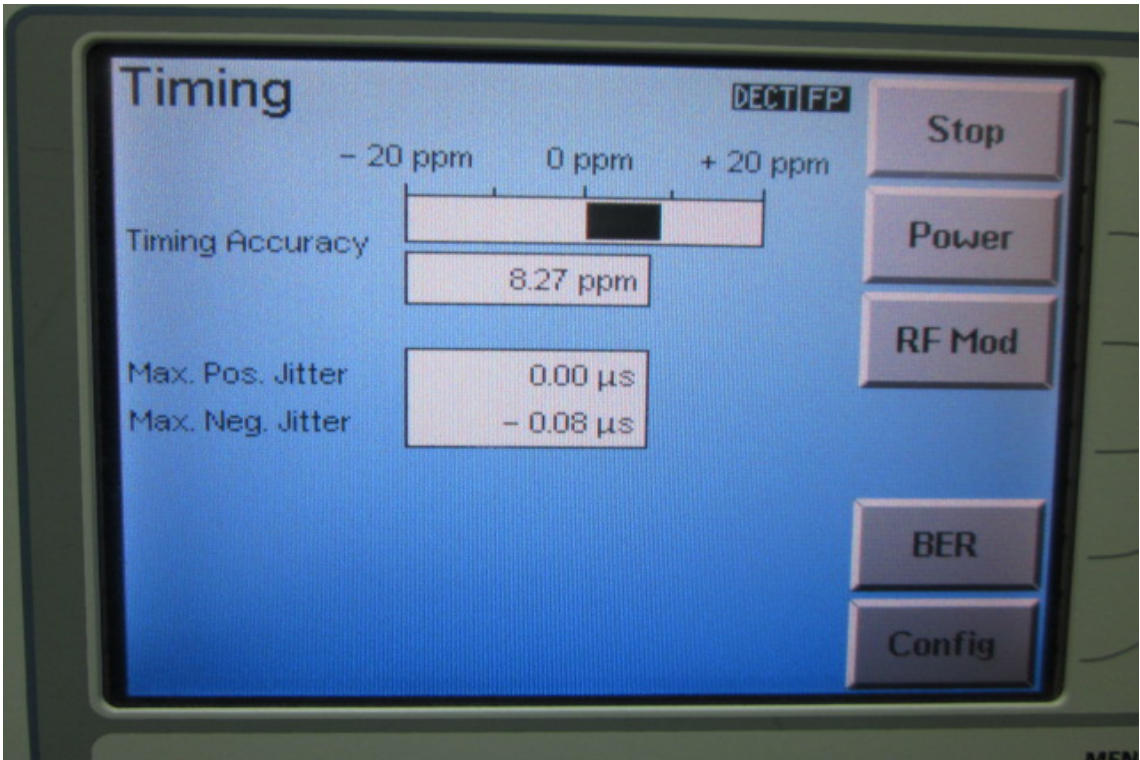 Timing
DECT FP
− 20 ppm 0 ppm + 20 ppm
Timing Accuracy
8.27 ppm
Max. Pos. Jitter 0.00 µs
Max. Neg. Jitter − 0.08 µs
Stop
Power
RF Mod
BER
Config